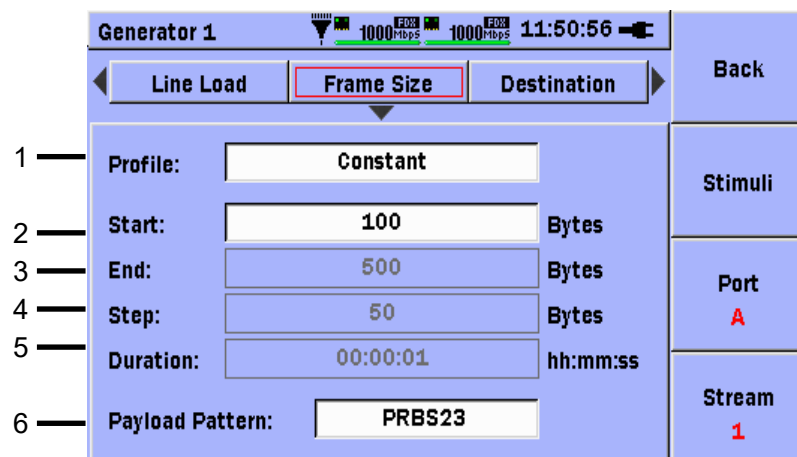 Generator 1 1000 FDX Mbps 1000 FDX Mbps 11:50:56
Line Load Frame Size Destination
Back
1 Profile: Constant
Stimuli
2 Start: 100 Bytes
3 End: 500 Bytes
Port
A
4 Step: 50 Bytes
5 Duration: 00:00:01 hh:mm:ss
Stream
1
6 Payload Pattern: PRBS23